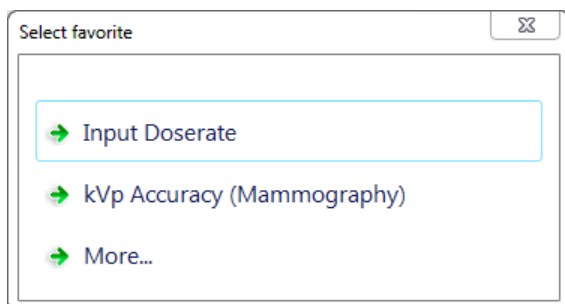 Select favorite
Input Doserate
kVp Accuracy (Mammography)
More...